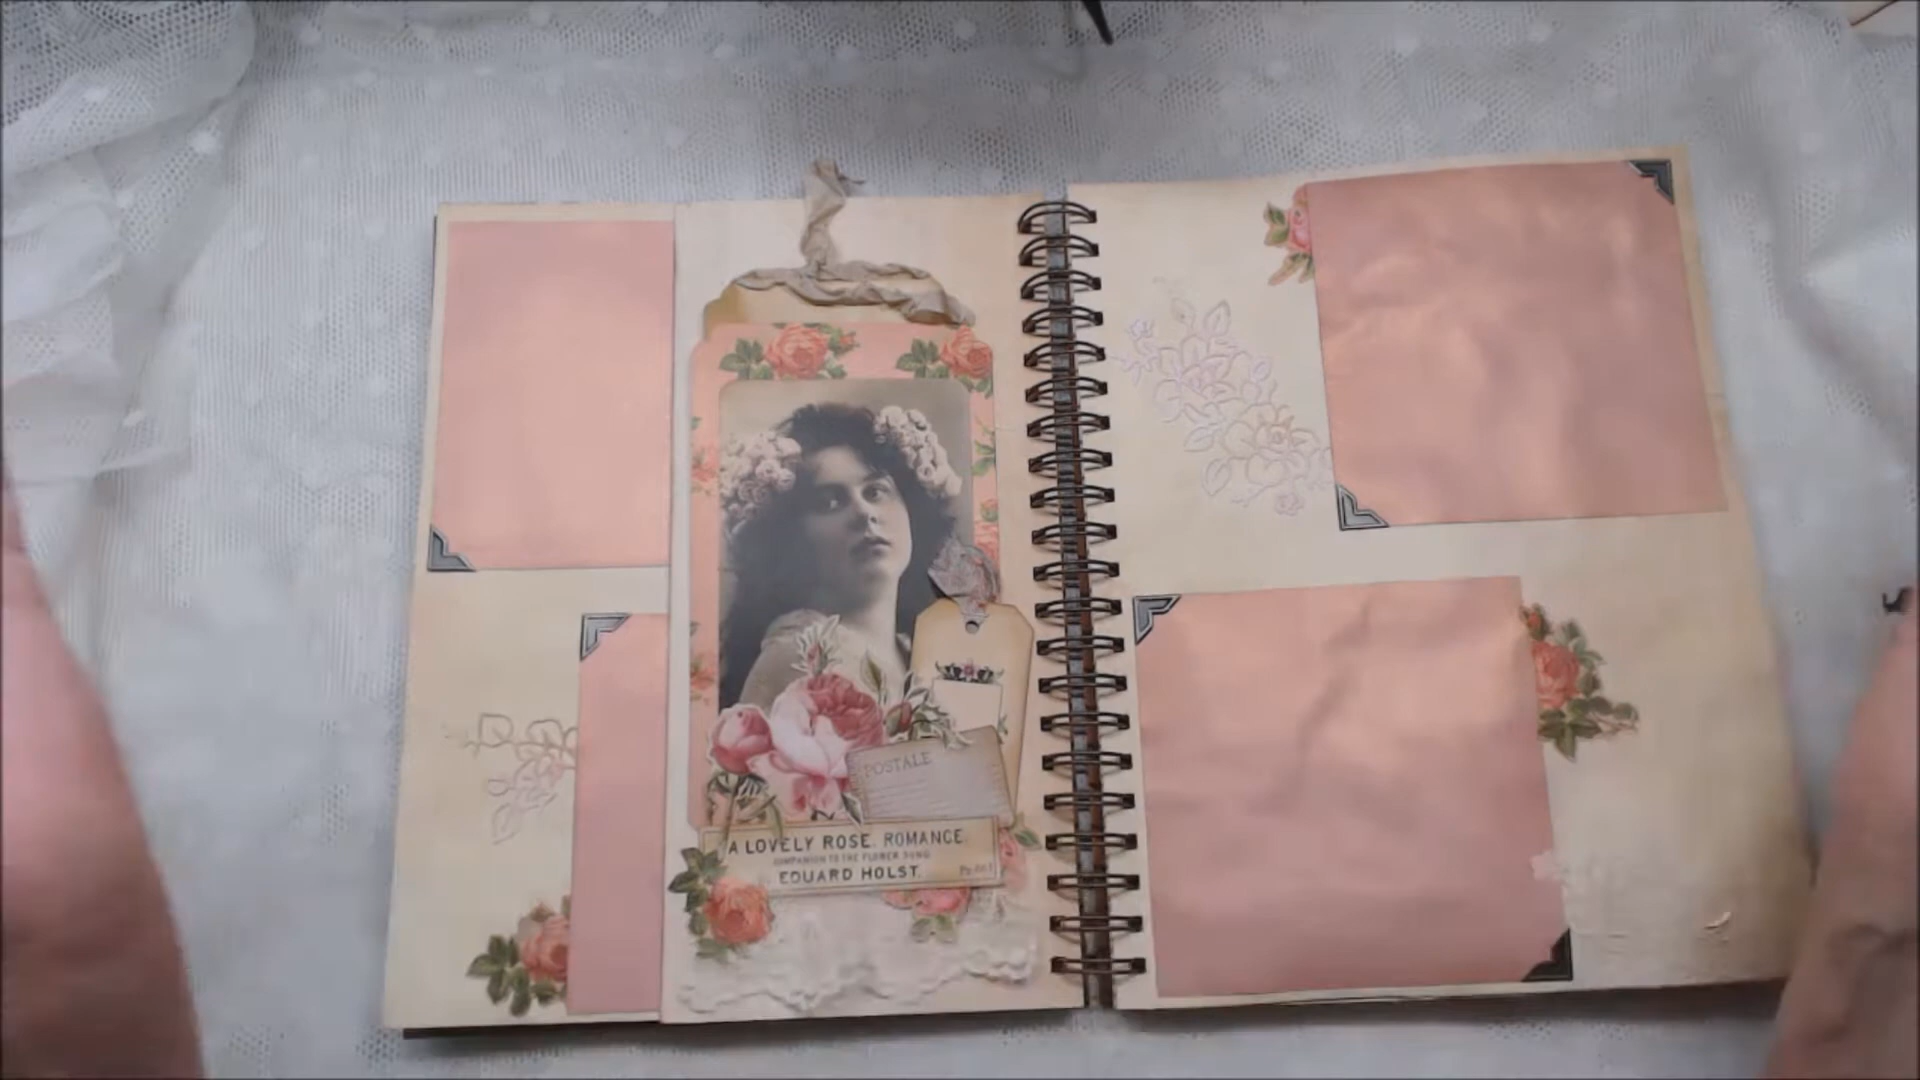 POSTALE
A LOVELY ROSE. ROMANCE.
COMPANION TO THE FLOWER SONG
EDUARD HOLST.